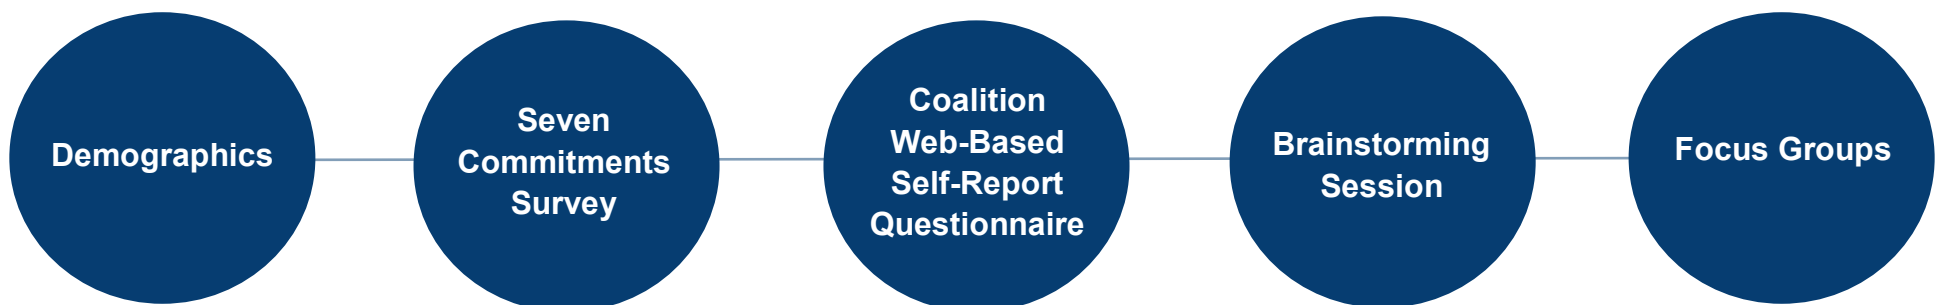 Demographics
Seven
Commitments
Survey
Coalition
Web-Based
Self-Report
Questionnaire
Brainstorming
Session
Focus Groups